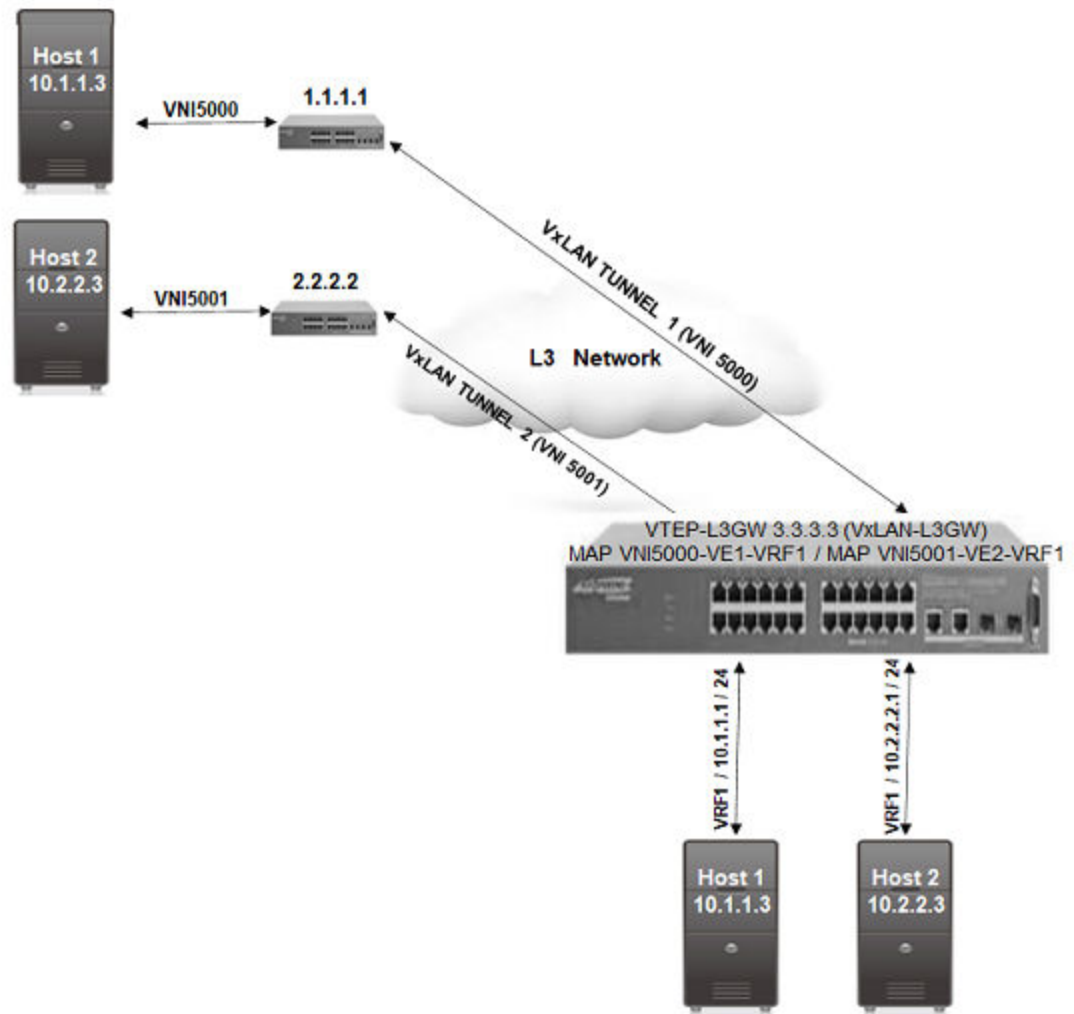 Host 1
10.1.1.3
VNI5000
1.1.1.1
Host 2
10.2.2.3
VNI5001
2.2.2.2
VxLAN TUNNEL 1 (VNI 5000)
L3 Network
VxLAN TUNNEL 2 (VNI 5001)
VTEP-L3GW 3.3.3.3 (VxLAN-L3GW)
MAP VNI5000-VE1-VRF1 / MAP VNI5001-VE2-VRF1
VRF1 / 10.1.1.1 / 24
VRF1 / 10.2.2.2.1 / 24
Host 1
10.1.1.3
Host 2
10.2.2.3